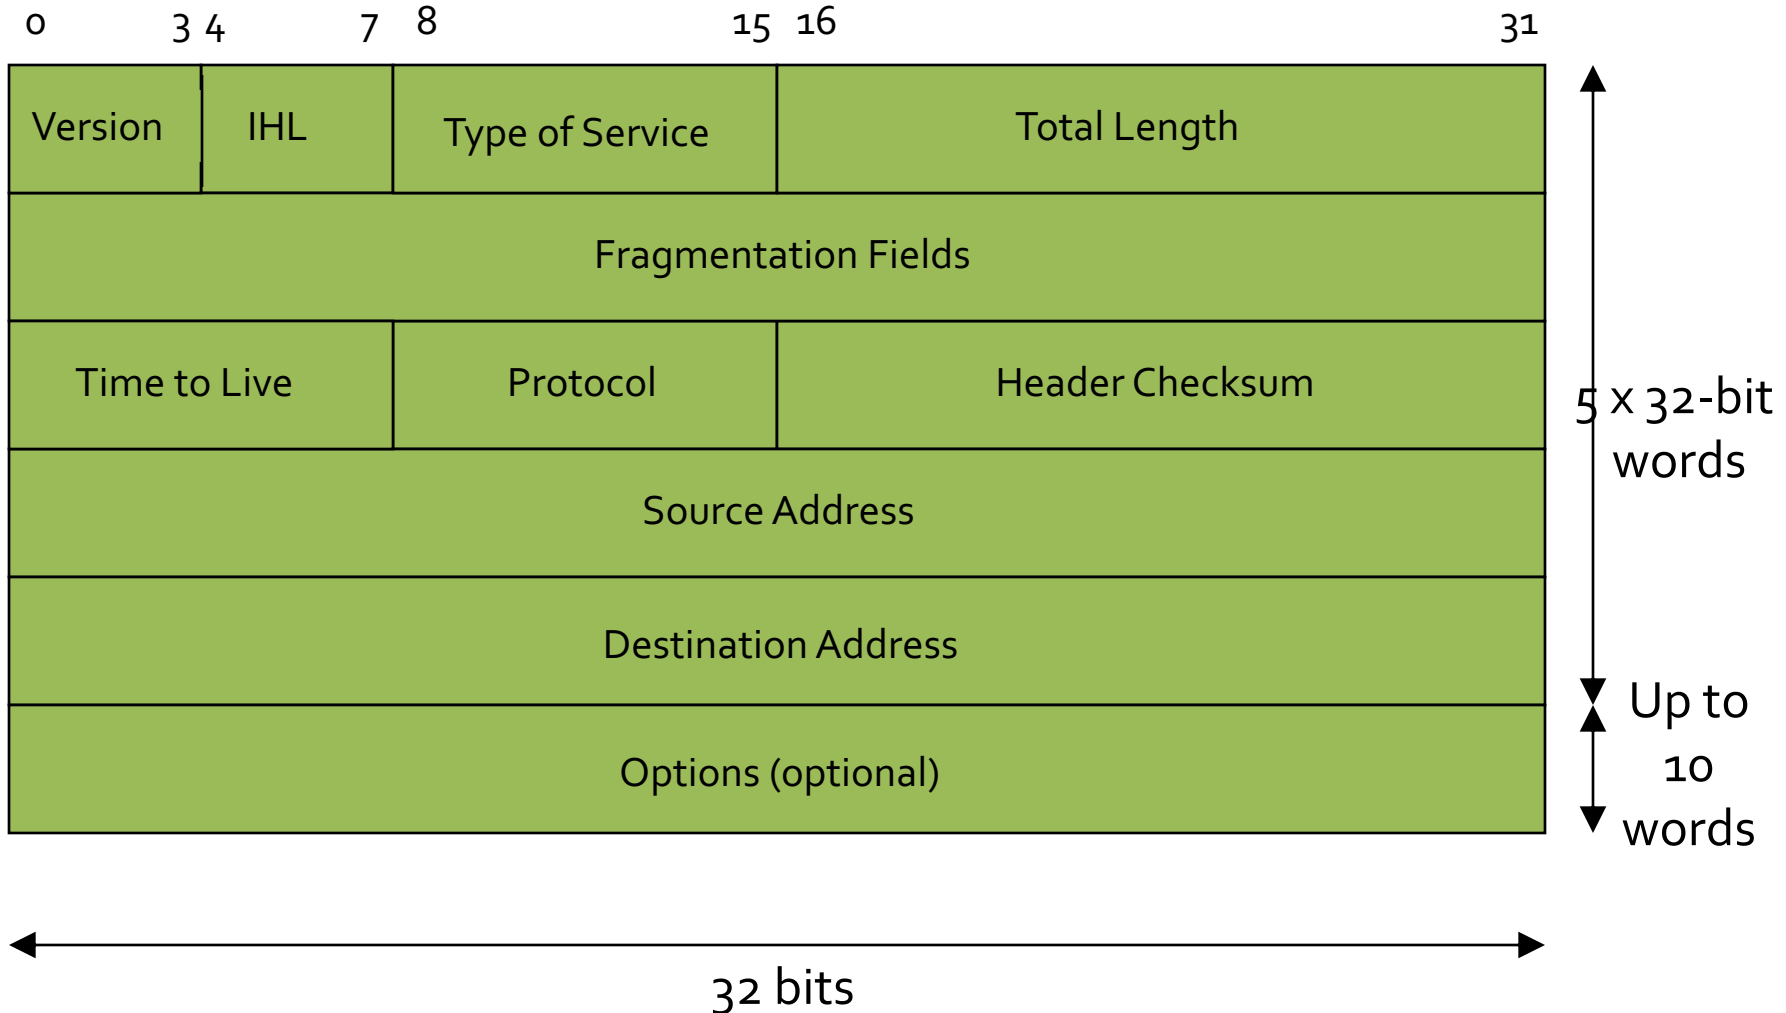 0 3 4 7 8 15 16 31
Version IHL Type of Service Total Length
Fragmentation Fields
Time to Live Protocol Header Checksum
5 x 32-bit
words
Source Address
Destination Address
Up to
10
words
Options (optional)
32 bits